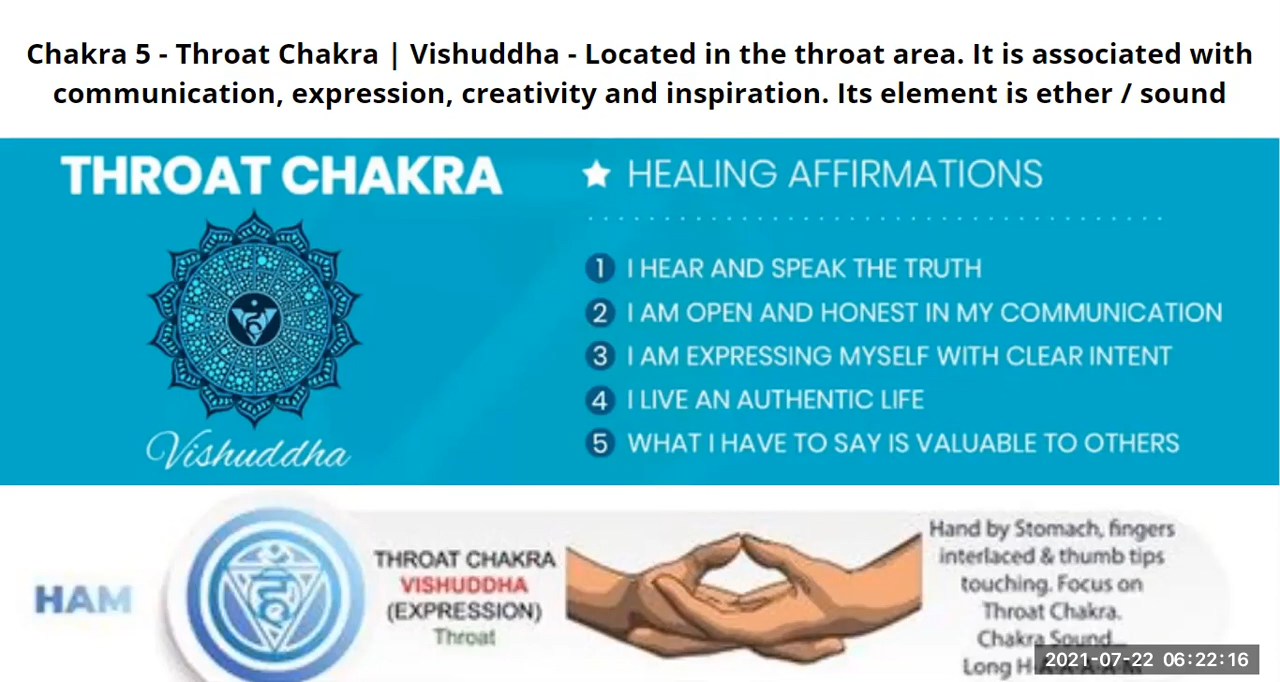 Chakra 5 - Throat Chakra | Vishuddha - Located in the throat area. It is associated with
communication, expression, creativity and inspiration. Its element is ether / sound
THROAT CHAKRA
Vishuddha
★ HEALING AFFIRMATIONS
1 I HEAR AND SPEAK THE TRUTH
2 I AM OPEN AND HONEST IN MY COMMUNICATION
3 I AM EXPRESSING MYSELF WITH CLEAR INTENT
4 I LIVE AN AUTHENTIC LIFE
5 WHAT I HAVE TO SAY IS VALUABLE TO OTHERS
HAM
THROAT CHAKRA
VISHUDDHA
(EXPRESSION)
Throat
Hand by Stomach, fingers
interlaced & thumb tips
touching. Focus on
Throat Chakra.
Chakra Sound...
Long
2021-07-22 06:22:16